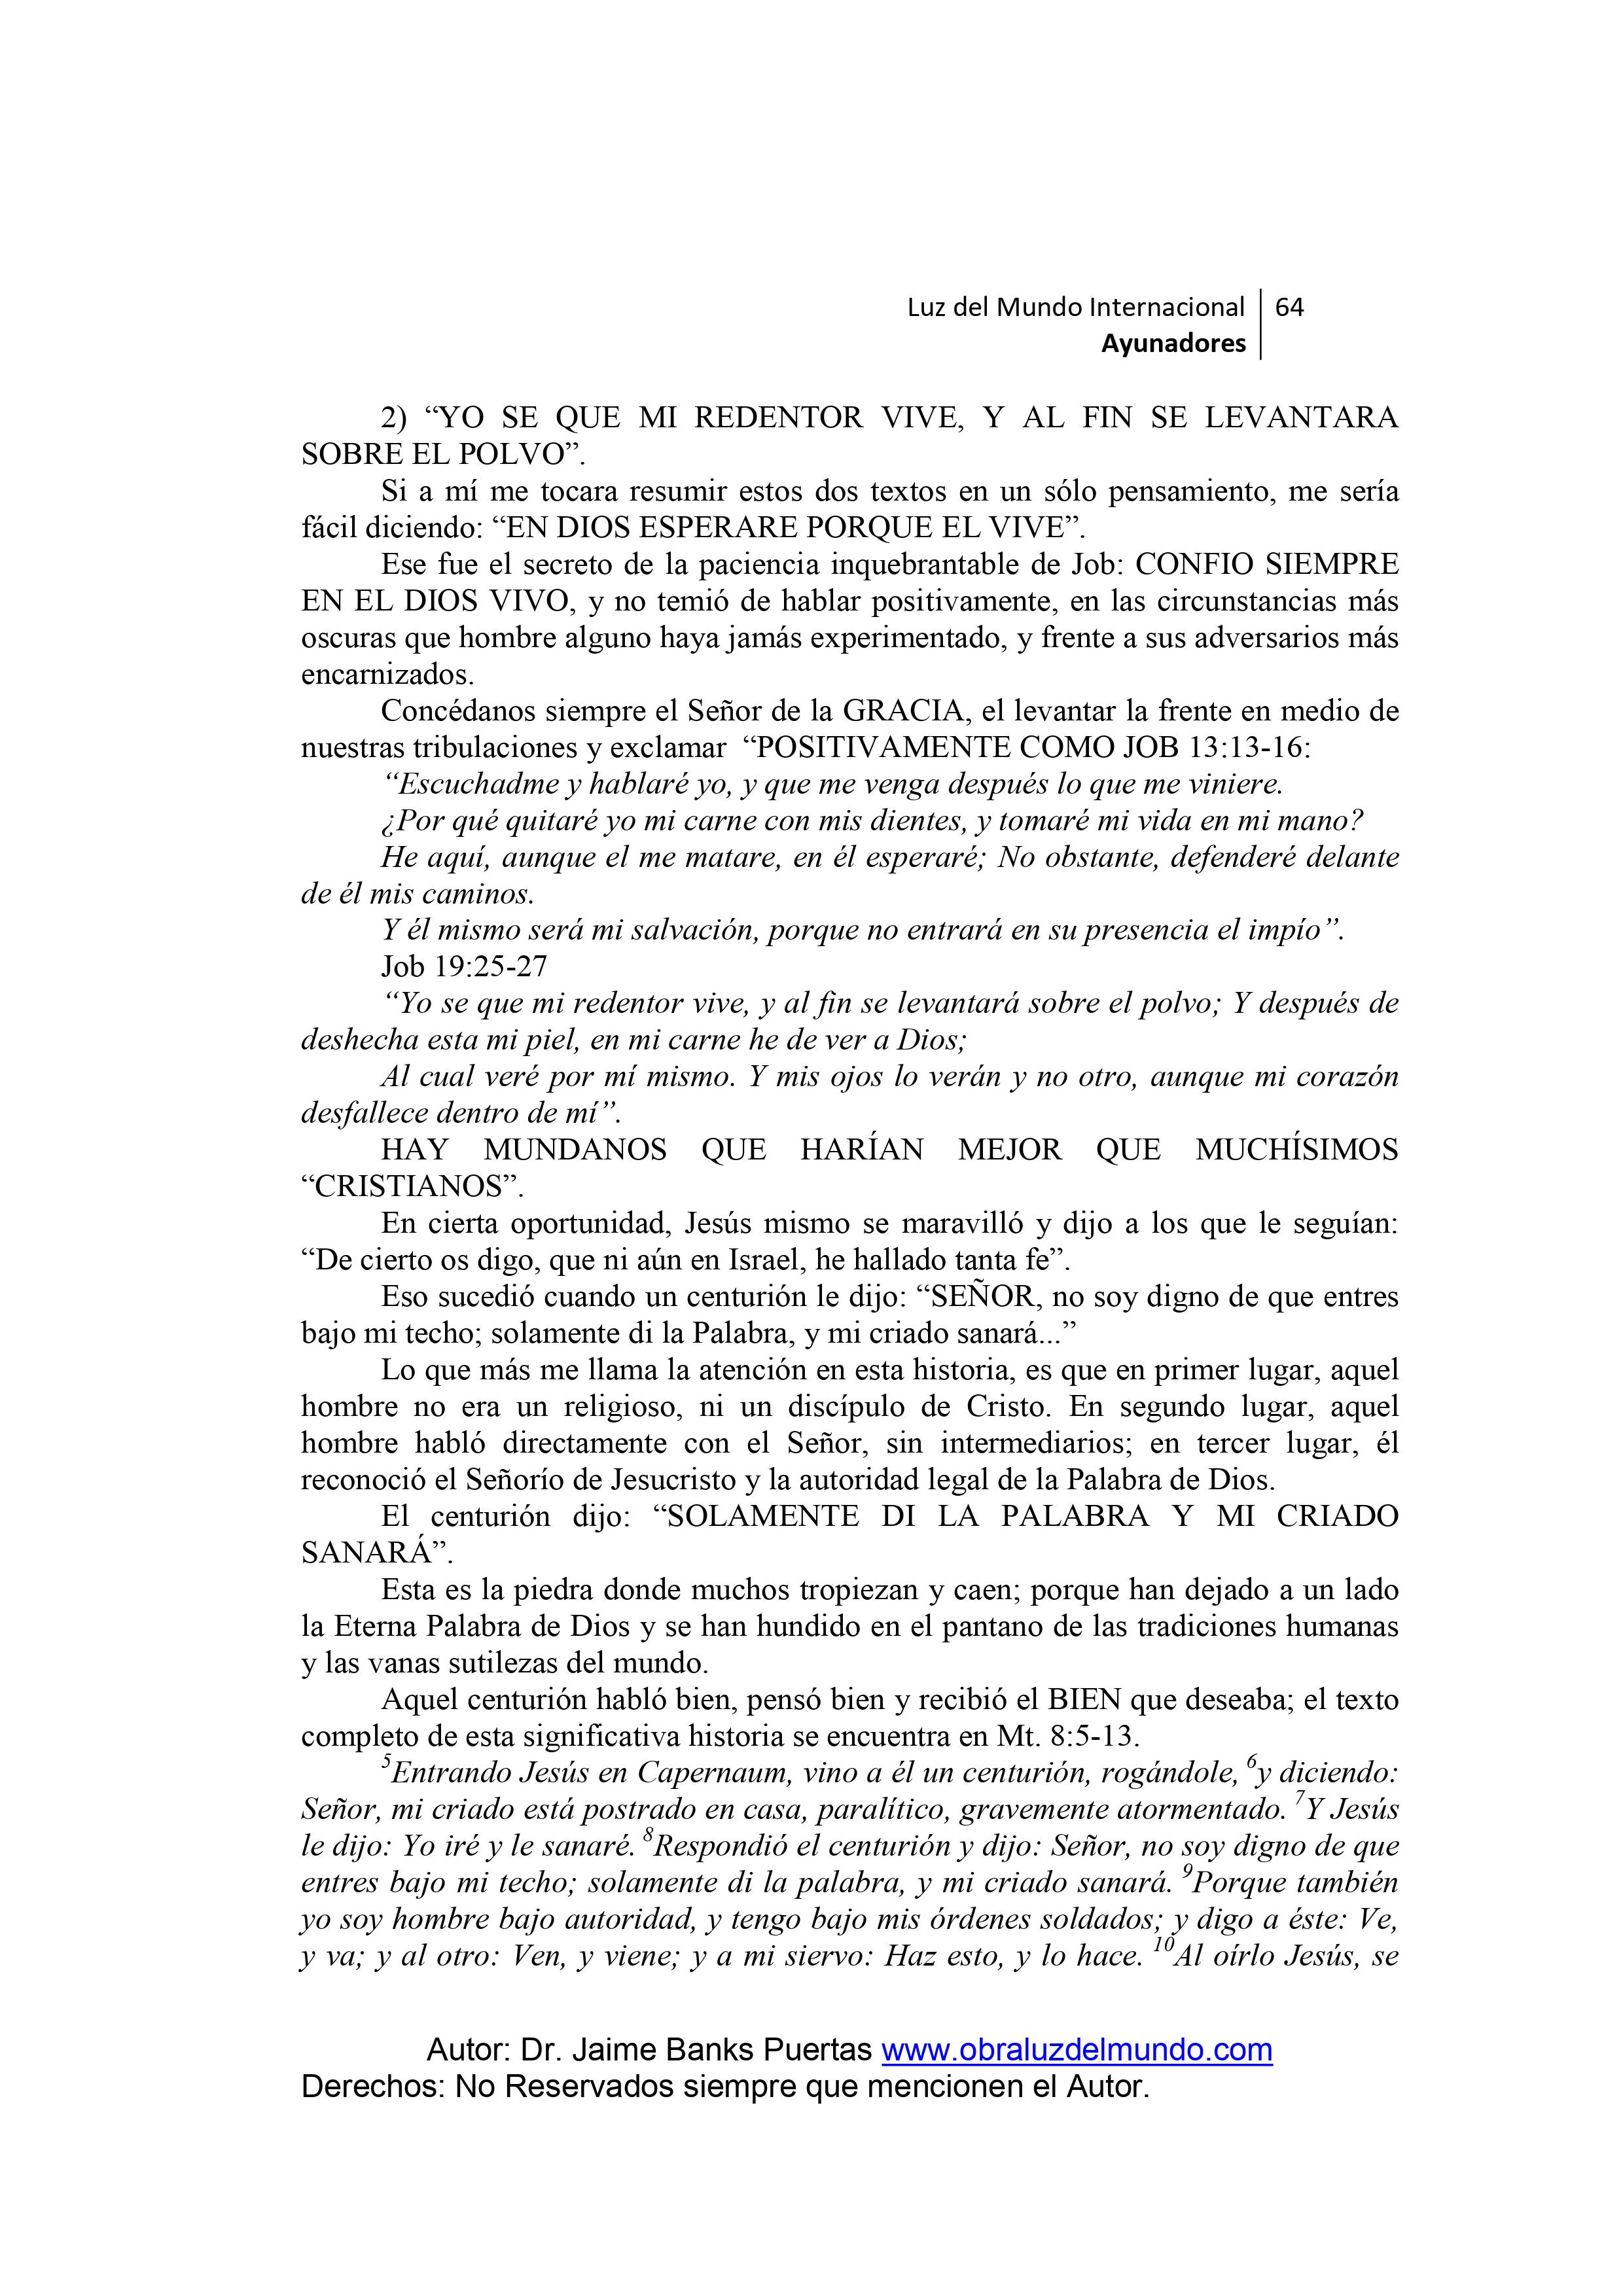 Luz del Mundo Internacional 64
Ayunadores
2) “YO SE QUE MI REDENTOR VIVE, Y AL FIN SE LEVANTARA
SOBRE EL POLVO”.
Si a mí me tocara resumir estos dos textos en un sólo pensamiento, me sería
fácil diciendo: “EN DIOS ESPERARE PORQUE EL VIVE”.
Ese fue el secreto de la paciencia inquebrantable de Job: CONFIO SIEMPRE
EN EL DIOS VIVO, y no temió de hablar positivamente, en las circunstancias más
oscuras que hombre alguno haya jamás experimentado, y frente a sus adversarios más
encarnizados.
Concédanos siempre el Señor de la GRACIA, el levantar la frente en medio de
nuestras tribulaciones y exclamar “POSITIVAMENTE COMO JOB 13:13-16:
“Escuchadme y hablaré yo, y que me venga después lo que me viniere.
¿Por qué quitaré yo mi carne con mis dientes, y tomaré mi vida en mi mano?
He aquí, aunque el me matare, en él esperaré; No obstante, defenderé delante
de él mis caminos.
Y él mismo será mi salvación, porque no entrará en su presencia el impío”.
Job 19:25-27
“Yo se que mi redentor vive, y al fin se levantará sobre el polvo; Y después de
deshecha esta mi piel, en mi carne he de ver a Dios;
Al cual veré por mí mismo. Y mis ojos lo verán y no otro, aunque mi corazón
desfallece dentro de mí”.
HAY MUNDANOS QUE HARÍAN MEJOR QUE MUCHÍSIMOS
“CRISTIANOS”.
En cierta oportunidad, Jesús mismo se maravilló y dijo a los que le seguían:
“De cierto os digo, que ni aún en Israel, he hallado tanta fe”.
Eso sucedió cuando un centurión le dijo: “SEÑOR, no soy digno de que entres
bajo mi techo; solamente di la Palabra, y mi criado sanará...”
Lo que más me llama la atención en esta historia, es que en primer lugar, aquel
hombre no era un religioso, ni un discípulo de Cristo. En segundo lugar, aquel
hombre habló directamente con el Señor, sin intermediarios; en tercer lugar, él
reconoció el Señorío de Jesucristo y la autoridad legal de la Palabra de Dios.
El centurión dijo: “SOLAMENTE DI LA PALABRA Y MI CRIADO
SANARÁ”.
Esta es la piedra donde muchos tropiezan y caen; porque han dejado a un lado
la Eterna Palabra de Dios y se han hundido en el pantano de las tradiciones humanas
y las vanas sutilezas del mundo.
Aquel centurión habló bien, pensó bien y recibió el BIEN que deseaba; el texto
completo de esta significativa historia se encuentra en Mt. 8:5-13.
5Entrando Jesús en Capernaum, vino a él un centurión, rogándole, 6y diciendo:
Señor, mi criado está postrado en casa, paralítico, gravemente atormentado. 7Y Jesús
le dijo: Yo iré y le sanaré. 8Respondió el centurión y dijo: Señor, no soy digno de que
entres bajo mi techo; solamente di la palabra, y mi criado sanará. 9Porque también
yo soy hombre bajo autoridad, y tengo bajo mis órdenes soldados; y digo a éste: Ve,
y va; y al otro: Ven, y viene; y a mi siervo: Haz esto, y lo hace. 10Al oírlo Jesús, se
Autor: Dr. Jaime Banks Puertas www.obraluzdelmundo.com
Derechos: No Reservados siempre que mencionen el Autor.